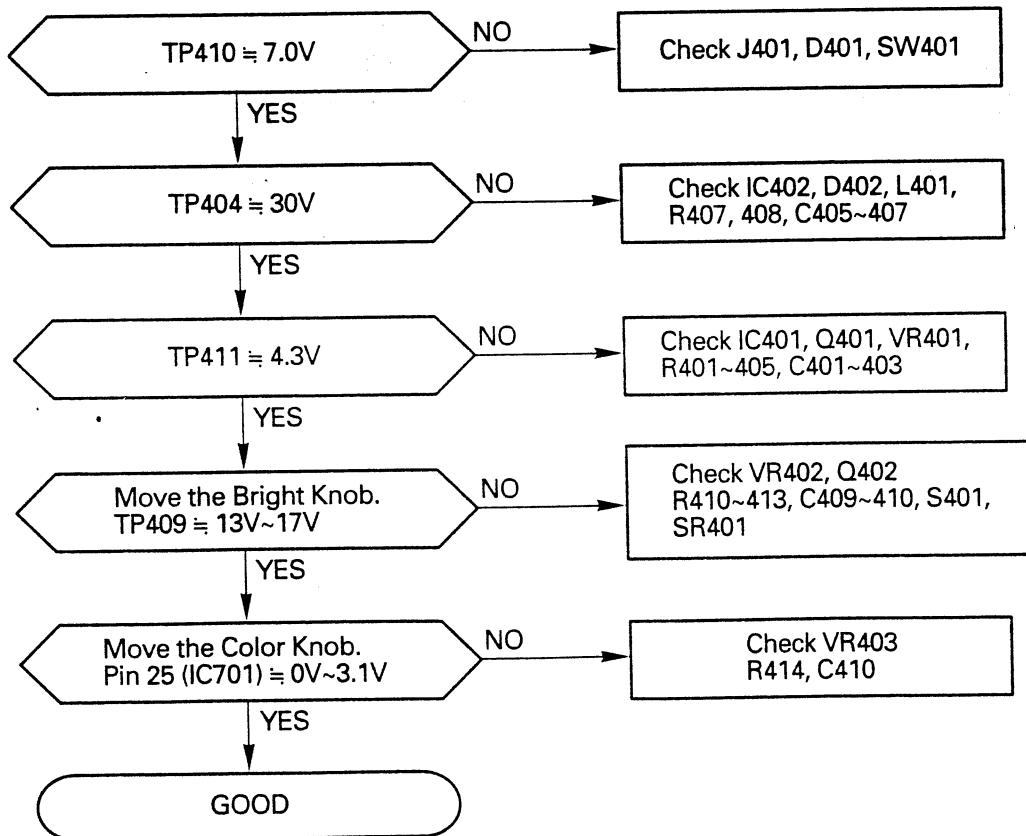 TP410 ≒ 7.0V
NO
Check J401, D401, SW401
YES
TP404 ≒ 30V
NO
Check IC402, D402, L401,
R407, 408, C405~407
YES
TP411 ≒ 4.3V
NO
Check IC401, Q401, VR401,
R401~405, C401~403
YES
Move the Bright Knob.
TP409 ≒ 13V~17V
NO
Check VR402, Q402
R410~413, C409~410, S401,
SR401
YES
Move the Color Knob.
Pin 25 (IC701) ≒ 0V~3.1V
NO
Check VR403
R414, C410
YES
GOOD